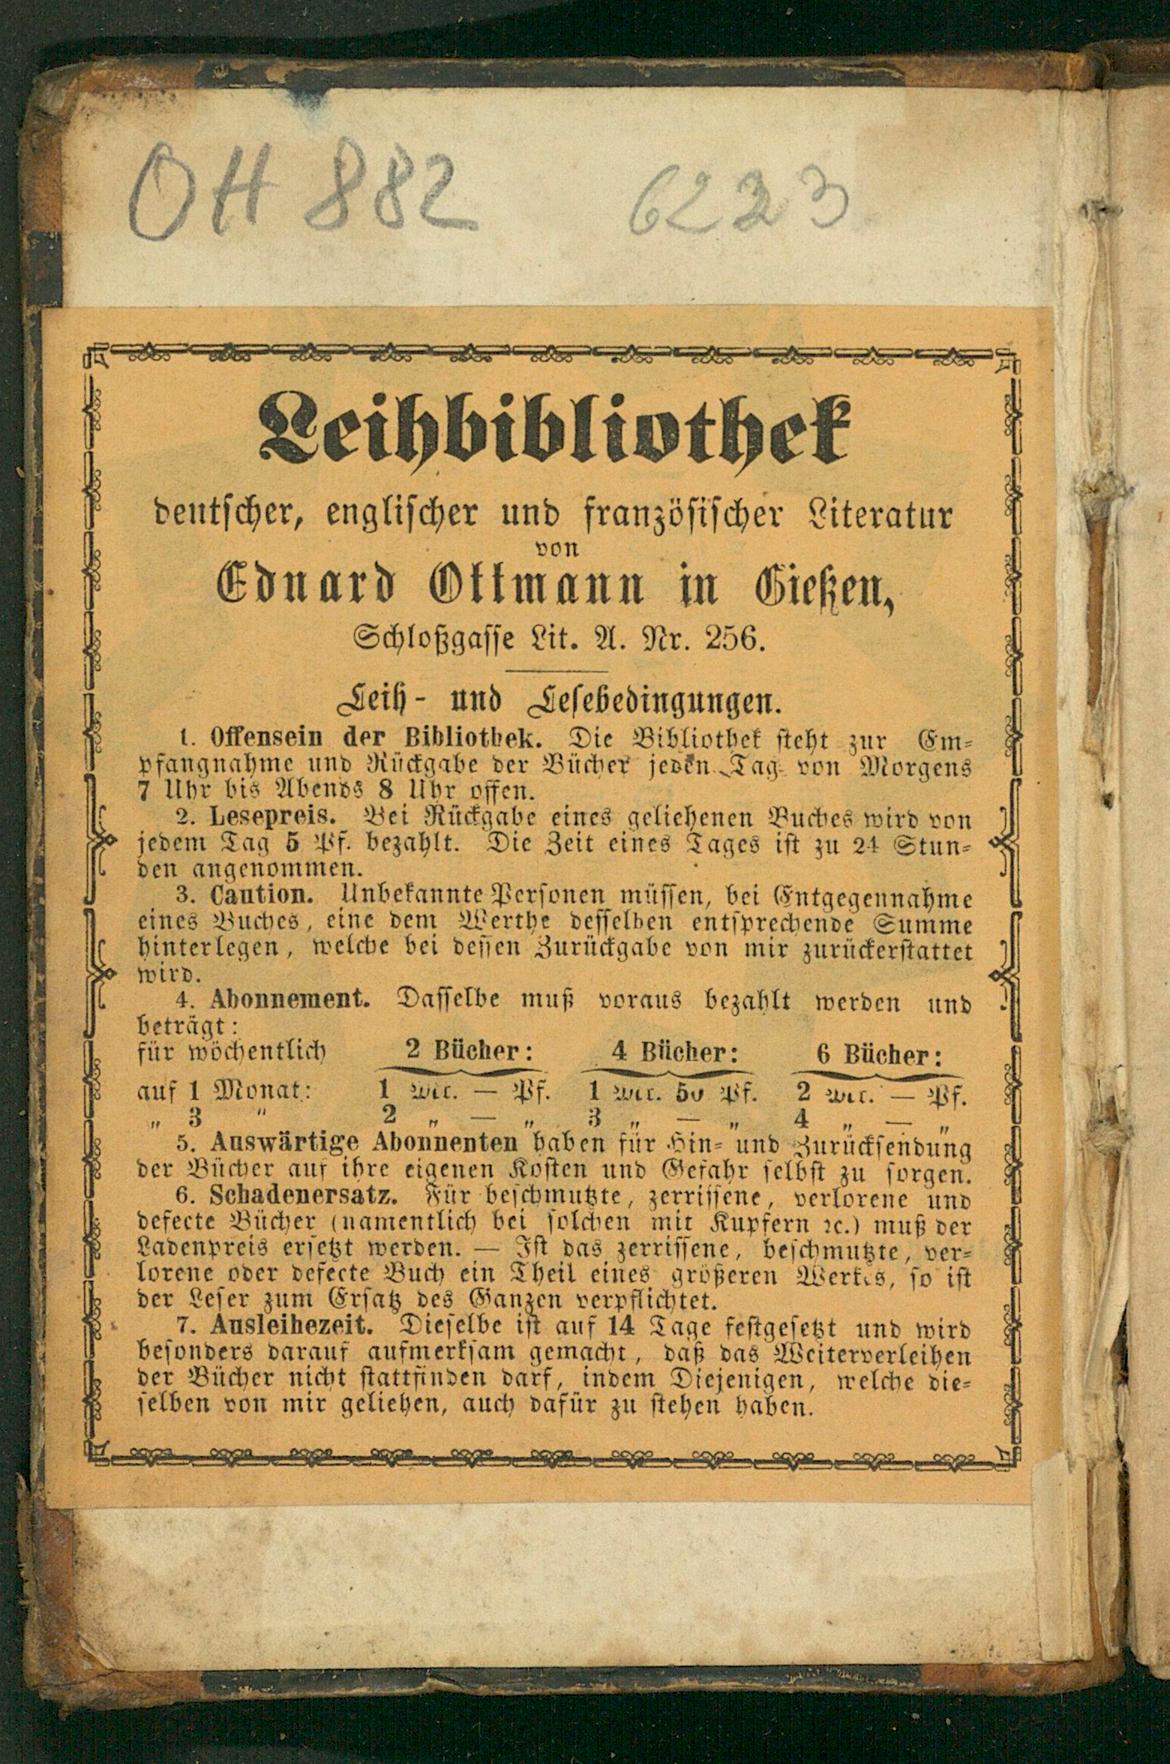 OH 882 6223
Leihbibliothek
deutscher, englischer und französischer Literatur
von
Eduard Ottmann in Gießen,
Schloßgasse Lit. A. Nr. 256.
Leih- und Lesebedingungen.
1. Offensein der Bibliothek. Die Bibliothek steht zur Em-
pfangnahme und Rückgabe der Bücher jeden Tag von Morgens
7 Uhr bis Abends 8 Uhr offen.
2. Lesepreis. Bei Rückgabe eines geliehenen Buches wird von
jedem Tag 5 Pf. bezahlt. Die Zeit eines Tages ist zu 24 Stun-
den angenommen.
3. Caution. Unbekannte Personen müssen, bei Entgegennahme
eines Buches, eine dem Werthe desselben entsprechende Summe
hinterlegen, welche bei dessen Zurückgabe von mir zurückerstattet
wird.
4. Abonnement. Dasselbe muß voraus bezahlt werden und
beträgt:
für wöchentlich 2 Bücher: 4 Bücher: 6 Bücher:
auf 1 Monat: 1 Mk. — Pf. 1 Mk. 50 Pf. 2 Mk. — Pf.
„ 3 " 2 „ — „ 3 „ — „ 4 „ — „
5. Auswärtige Abonnenten haben für Hin- und Zurücksendung
der Bücher auf ihre eigenen Kosten und Gefahr selbst zu sorgen.
6. Schadenersatz. Für beschmutzte, zerrissene, verlorene und
defecte Bücher (namentlich bei solchen mit Kupfern ꝛc.) muß der
Ladenpreis ersetzt werden. — Ist das zerrissene, beschmutzte, ver-
lorene oder defecte Buch ein Theil eines größeren Werkes, so ist
der Leser zum Ersatz des Ganzen verpflichtet.
7. Ausleihezeit. Dieselbe ist auf 14 Tage festgesetzt und wird
besonders darauf aufmerksam gemacht, daß das Weiterverleihen
der Bücher nicht stattfinden darf, indem Diejenigen, welche die-
selben von mir geliehen, auch dafür zu stehen haben.